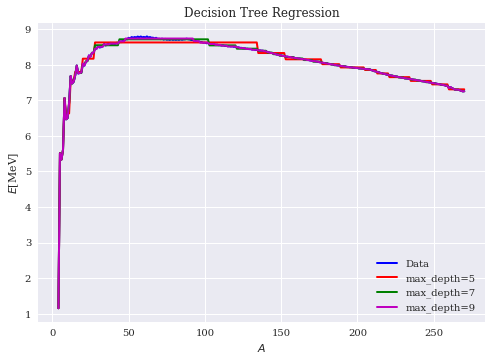 Decision Tree Regression
9
8
7
6
5
4
3
2
1
E[MeV]
0
50
100
150
200
250
A
Data
max_depth=5
max_depth=7
max_depth=9